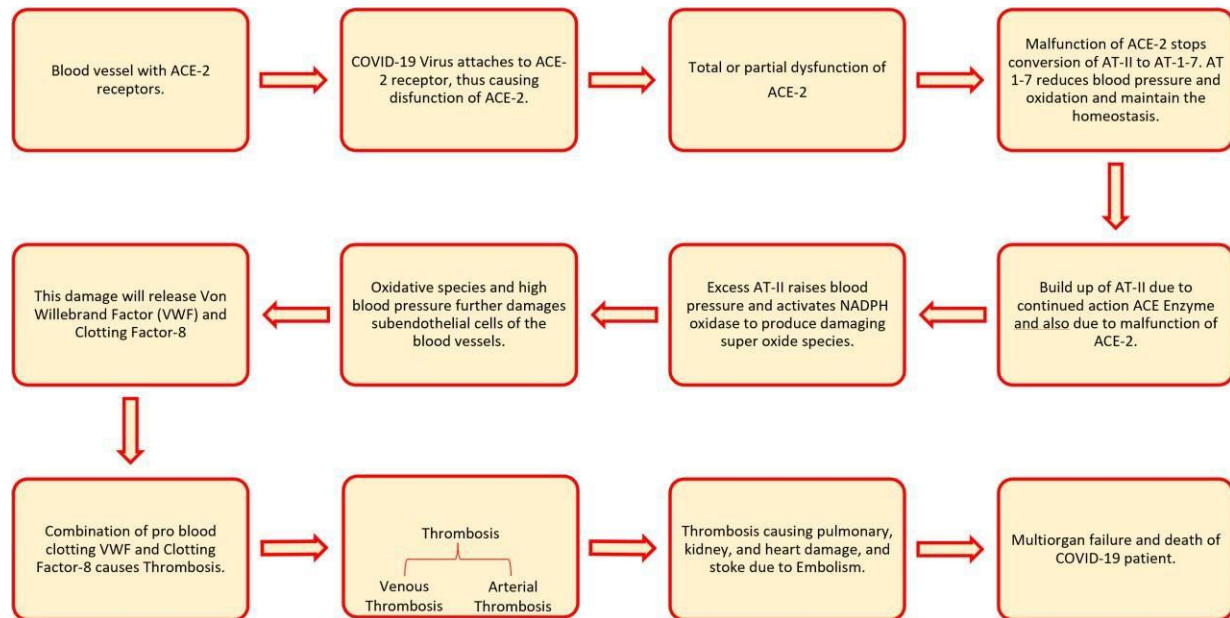 Blood vessel with ACE-2
receptors.
COVID-19 Virus attaches to ACE-
2 receptor, thus causing
disfunction of ACE-2.
Total or partial dysfunction of
ACE-2
Malfunction of ACE-2 stops
conversion of AT-II to AT-1-7. AT
1-7 reduces blood pressure and
oxidation and maintain the
homeostasis.
Build up of AT-II due to
continued action ACE Enzyme
and also due to malfunction of
ACE-2.
Excess AT-II raises blood
pressure and activates NADPH
oxidase to produce damaging
super oxide species.
Oxidative species and high
blood pressure further damages
subendothelial cells of the
blood vessels.
This damage will release Von
Willebrand Factor (VWF) and
Clotting Factor-8
Combination of pro blood
clotting VWF and Clotting
Factor-8 causes Thrombosis.
Thrombosis
Venous
Thrombosis
Arterial
Thrombosis
Thrombosis causing pulmonary,
kidney, and heart damage, and
stoke due to Embolism.
Multiorgan failure and death of
COVID-19 patient.